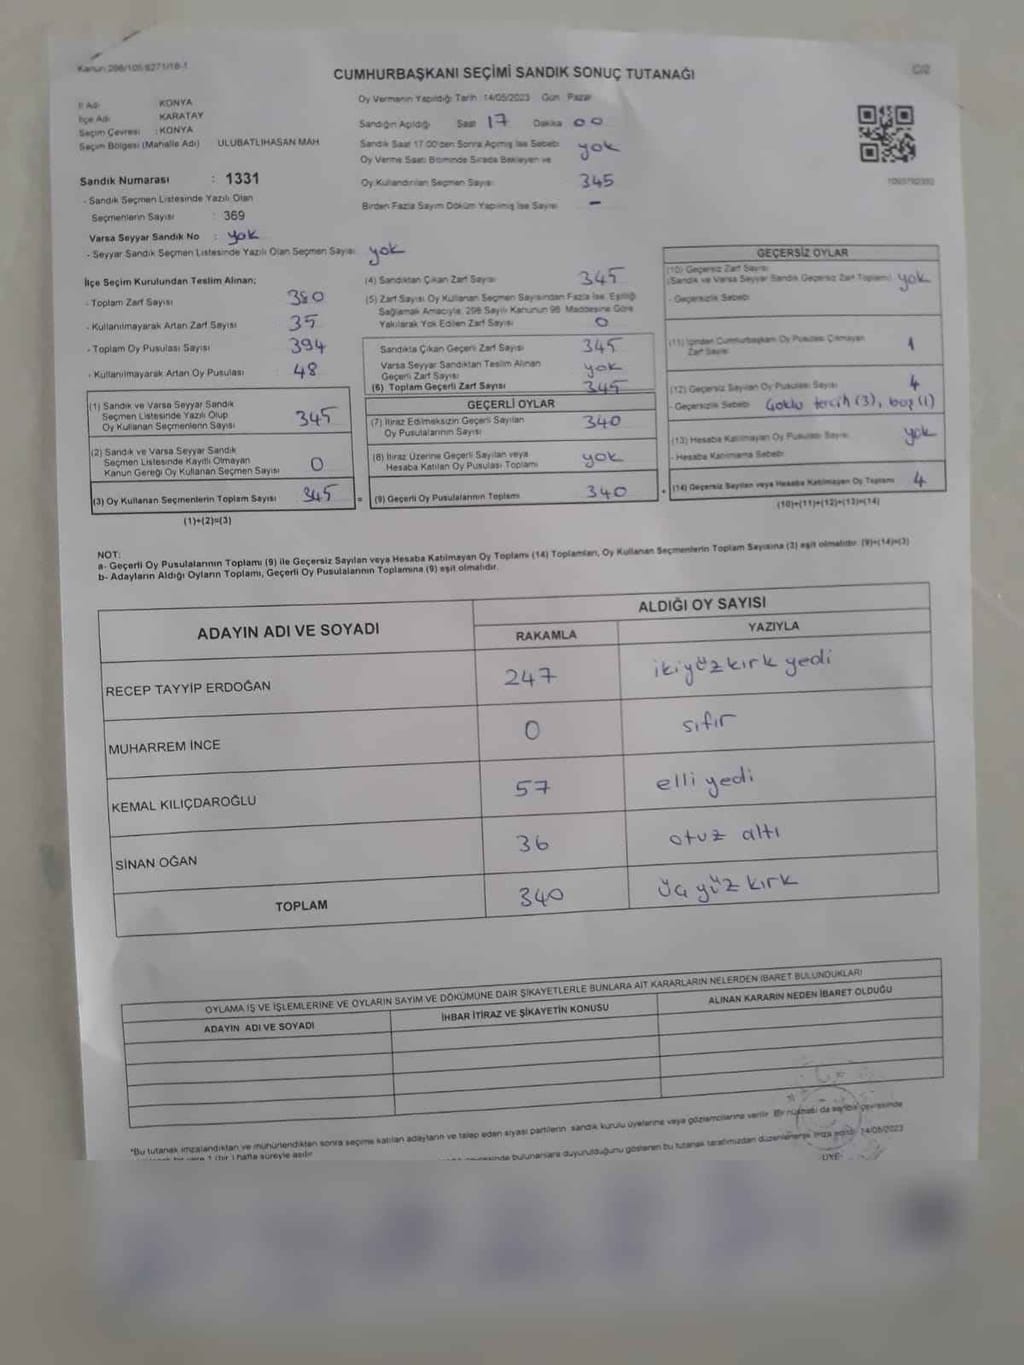 Kanun 298/105 6271/18-1
CUMHURBAŞKANI SEÇİMİ SANDIK SONUÇ TUTANAĞI
İl Adı KONYA
İlçe Adı KARATAY
Seçim Çevresi : KONYA
Seçim Bölgesi (Mahalle Adı) ULUBATLIHASAN MAH
Sandık Numarası : 1331
- Sandık Seçmen Listesinde Yazılı Olan
Seçmenlerin Sayısı : 369
Varsa Seyyar Sandık No : yok
- Seyyar Sandık Seçmen Listesinde Yazılı Olan Seçmen Sayısı yok
Oy Vermenin Yapıldığı Tarih 14/05/2023 Gün Pazar
Sandığın Açıldığı Saat 17 Dakika 00
Sandık Saat 17.00'den Sonra Açmış İse Sebebi yok
Oy Verme Saati Bitiminde Sırada Bekleyen ve
Oy Kullandırılan Seçmen Sayısı 345
Birden Fazla Sayım Döküm Yapılmış İse Sayısı -
İlçe Seçim Kurulundan Teslim Alınan;
- Toplam Zarf Sayısı 380
- Kullanılmayarak Artan Zarf Sayısı 35
- Toplam Oy Pusulası Sayısı 394
- Kullanılmayarak Artan Oy Pusulası 48
(1) Sandık ve Varsa Seyyar Sandık
Seçmen Listesinde Yazılı Olup
Oy Kullanan Seçmenlerin Sayısı 345
(2) Sandık ve Varsa Seyyar Sandık
Seçmen Listesinde Kayıtlı Olmayan
Kanun Gereği Oy Kullanan Seçmen Sayısı 0
(3) Oy Kullanan Seçmenlerin Toplam Sayısı 345
(1)+(2)=(3)
(4) Sandıktan Çıkan Zarf Sayısı 345
(5) Zarf Sayısı Oy Kullanan Seçmen Sayısından Fazla İse, Eşitliği
Sağlamak Amacıyla, 298 Sayılı Kanunun 98. Maddesine Göre
Yakılarak Yok Edilen Zarf Sayısı 0
Sandıkta Çıkan Geçerli Zarf Sayısı 345
Varsa Seyyar Sandıktan Teslim Alınan
Geçerli Zarf Sayısı yok
(6) Toplam Geçerli Zarf Sayısı 345
GEÇERLİ OYLAR
(7) İtiraz Edilmeksizin Geçerli Sayılan
Oy Pusulalarının Sayısı 340
(8) İtiraz Üzerine Geçerli Sayılan veya
Hesaba Katılan Oy Pusulası Toplamı yok
= (9) Geçerli Oy Pusulalarının Toplamı 340 +
GEÇERSİZ OYLAR
(10) Geçersiz Zarf Sayısı
(Sandık ve Varsa Seyyar Sandık Geçersiz Zarf Toplamı) yok
- Geçersizlik Sebebi
(11) İçinden Cumhurbaşkanı Oy Pusulası Çıkmayan
Zarf Sayısı 1
(12) Geçersiz Sayılan Oy Pusulası Sayısı 4
- Geçersizlik Sebebi Çoklu tercih (3), boş (1)
(13) Hesaba Katılmayan Oy Pusulası Sayısı yok
- Hesaba Katılmama Sebebi
(14) Geçersiz Sayılan veya Hesaba Katılmayan Oy Toplamı 4
(10)+(11)+(12)+(13)=(14)
NOT:
a- Geçerli Oy Pusulalarının Toplamı (9) ile Geçersiz Sayılan veya Hesaba Katılmayan Oy Toplamı (14) Toplamları, Oy Kullanan Seçmenlerin Toplam Sayısına (3) eşit olmalıdır. (9)+(14)=(3)
b- Adayların Aldığı Oyların Toplamı, Geçerli Oy Pusulalarının Toplamına (9) eşit olmalıdır.
ADAYIN ADI VE SOYADI ALDIĞI OY SAYISI
RAKAMLA YAZIYLA
RECEP TAYYİP ERDOĞAN 247 ikiyüzkırk yedi
MUHARREM İNCE 0 sıfır
KEMAL KILIÇDAROĞLU 57 elli yedi
SİNAN OĞAN 36 otuz altı
TOPLAM 340 üç yüz kırk
OYLAMA İŞ VE İŞLEMLERİNE VE OYLARIN SAYIM VE DÖKÜMÜNE DAİR ŞİKAYETLERLE BUNLARA AİT KARARLARIN NELERDEN İBARET BULUNDUKLARI
ADAYIN ADI VE SOYADI İHBAR İTİRAZ VE ŞİKAYETİN KONUSU ALINAN KARARIN NEDEN İBARET OLDUĞU
*Bu tutanak imzalandıktan ve mühürlendikten sonra seçime katılan adayların ve talep eden siyasi partilerin sandık kurulu üyelerine veya gözlemcilerine verilir. Bir nüshası da sandık çevresinde
1 (bir) hafta süreyle asılır.
bulunanlara duyurulduğunu gösteren bu tutanak tarafımızdan düzenlenerek imza edildi. 14/05/2023
ÜYE